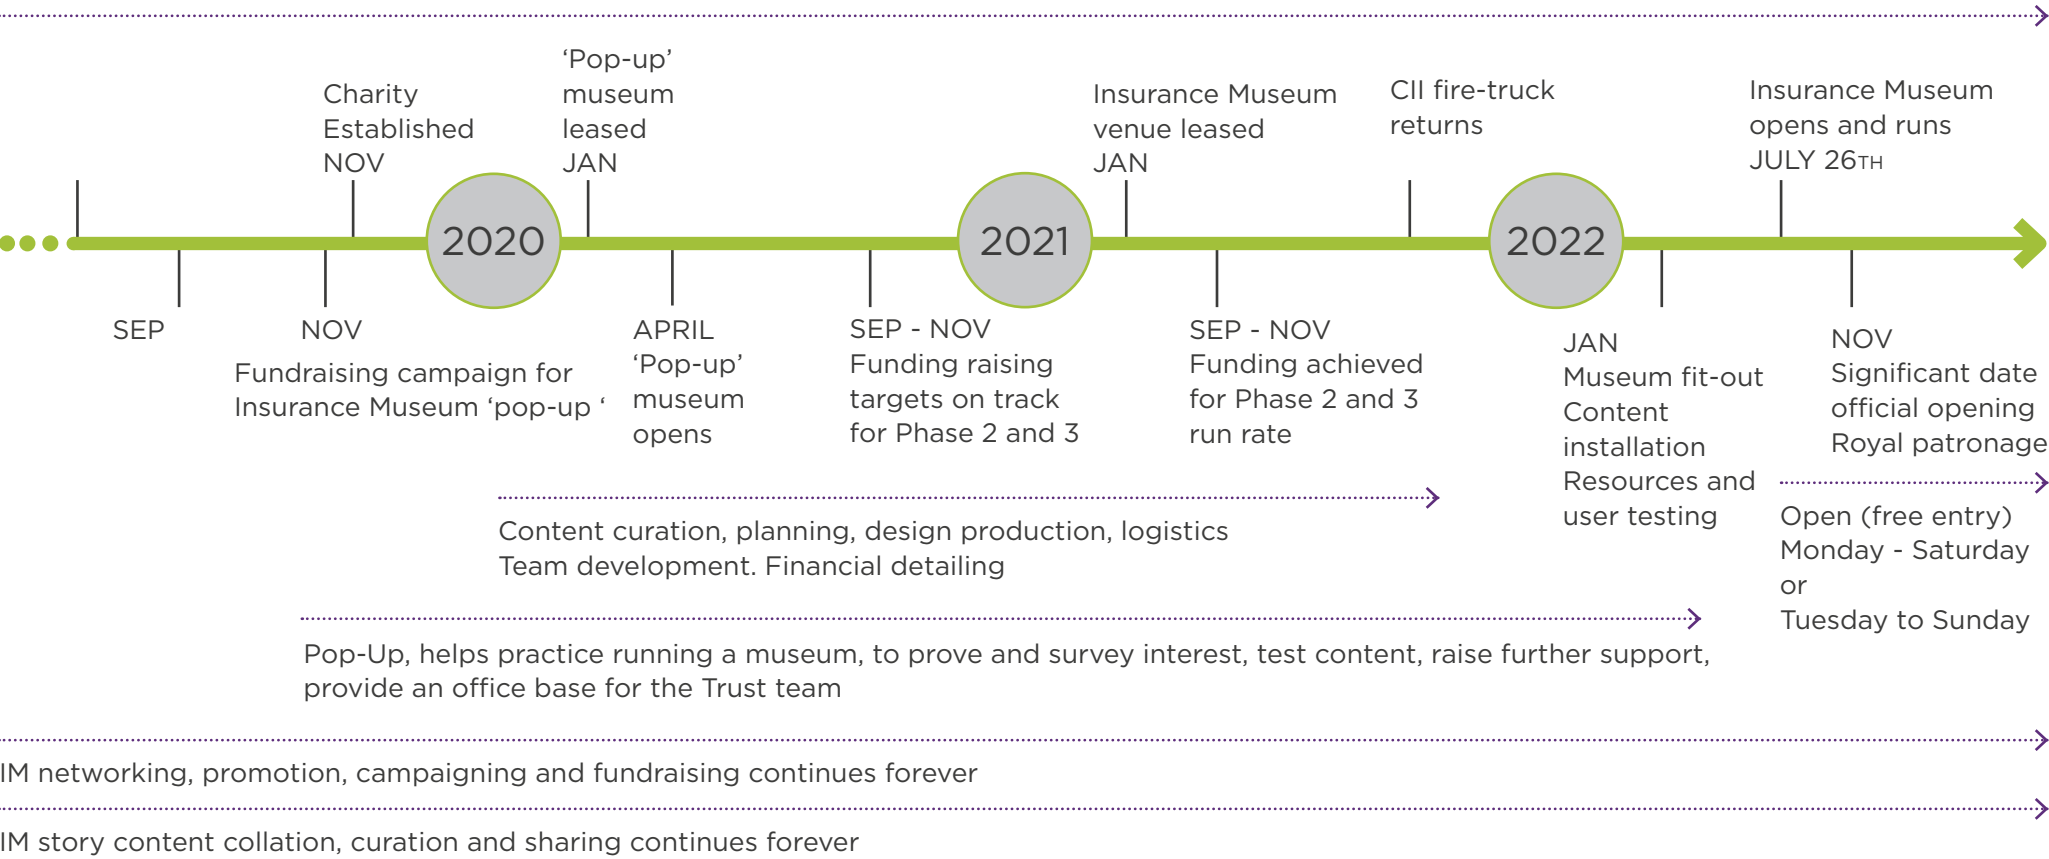 Charity
Established
NOV
‘Pop-up’
museum
leased
JAN
Insurance Museum
venue leased
JAN
CII fire-truck
returns
Insurance Museum
opens and runs
JULY 26TH
2020
2021
2022
SEP
NOV
Fundraising campaign for
Insurance Museum ‘pop-up ‘
APRIL
‘Pop-up’
museum
opens
SEP - NOV
Funding raising
targets on track
for Phase 2 and 3
SEP - NOV
Funding achieved
for Phase 2 and 3
run rate
JAN
Museum fit-out
Content
installation
Resources and
user testing
NOV
Significant date
official opening
Royal patronage
Open (free entry)
Monday - Saturday
or
Tuesday to Sunday
Content curation, planning, design production, logistics
Team development. Financial detailing
Pop-Up, helps practice running a museum, to prove and survey interest, test content, raise further support,
provide an office base for the Trust team
IM networking, promotion, campaigning and fundraising continues forever
IM story content collation, curation and sharing continues forever